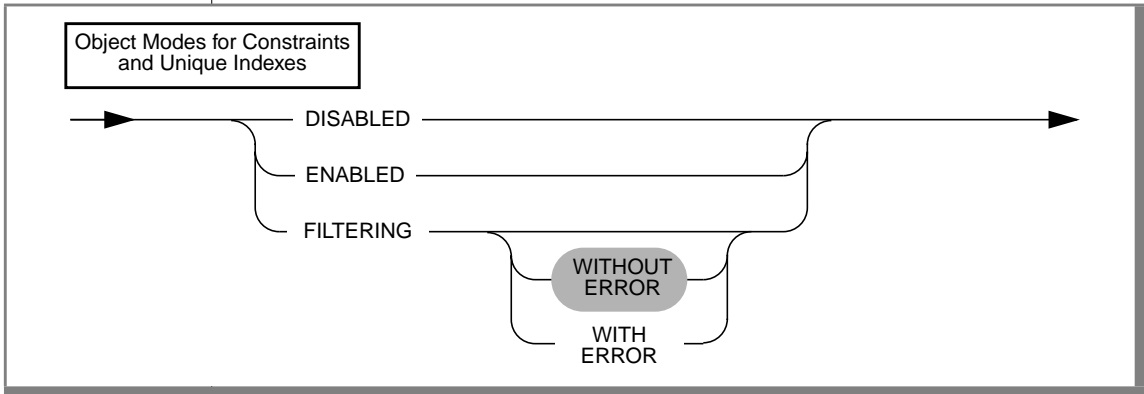 Object Modes for Constraints
and Unique Indexes
DISABLED
ENABLED
FILTERING
WITHOUT
ERROR
WITH
ERROR